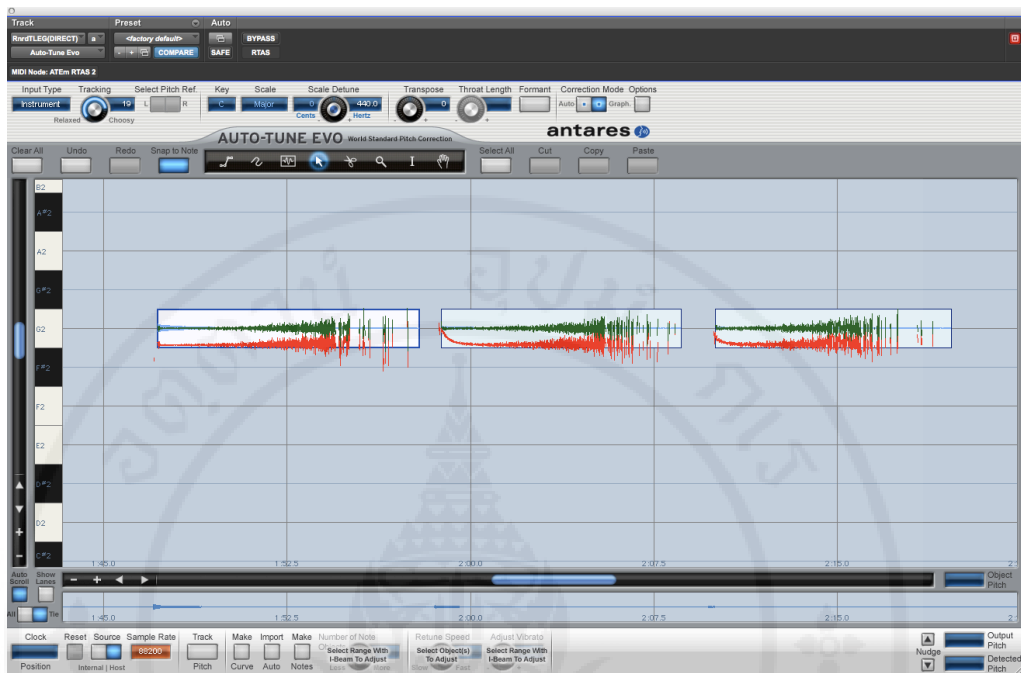 Track Preset Auto
RnrdTLEG(DIRECT) a <factory default> BYPASS
Auto-Tune Evo - + COMPARE SAFE RTAS
MIDI Node: ATEm RTAS 2
Input Type Tracking Select Pitch Ref. Key Scale Scale Detune Transpose Throat Length Formant Correction Mode Options
Instrument 19 L R C Major 0 440.0 0 Auto Graph.
Relaxed Choosy Cents - + Hertz - + - +
antares
AUTO-TUNE EVO World Standard Pitch Correction
Clear All Undo Redo Snap to Note Select All Cut Copy Paste
B2
A#2
A2
G#2
G2
F#2
F2
E2
D#2
D2
C#2
1:45.0 1:52.5 2:00.0 2:07.5 2:15.0
Auto Scroll Show Lanes Object Pitch
All Tie 1:45.0 1:52.5 2:00.0 2:07.5 2:15.0
Clock Reset Source Sample Rate Track Make Import Make Number of Note Retune Speed Adjust Vibrato Output Pitch
88200 Select Range With I-Beam To Adjust Select Object(s) To Adjust Select Range With I-Beam To Adjust Nudge
Position Internal | Host Pitch Curve Auto Notes Detected Pitch